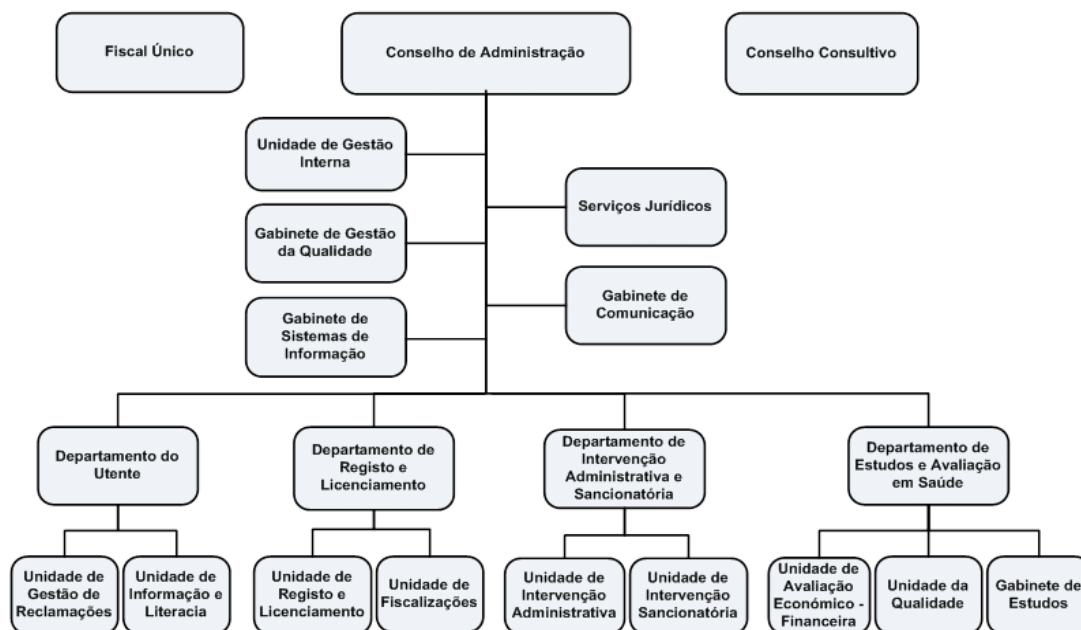 Fiscal Único
Conselho de Administração
Conselho Consultivo
Unidade de Gestão
Interna
Serviços Jurídicos
Gabinete de Gestão
da Qualidade
Gabinete de
Comunicação
Gabinete de
Sistemas de
Informação
Departamento do
Utente
Departamento de
Registo e
Licenciamento
Departamento de
Intervenção
Administrativa e
Sancionatória
Departamento de
Estudos e Avaliação
em Saúde
Unidade de
Gestão de
Reclamações
Unidade de
Informação e
Literacia
Unidade de
Registo e
Licenciamento
Unidade de
Fiscalizações
Unidade de
Intervenção
Administrativa
Unidade de
Intervenção
Sancionatória
Unidade de
Avaliação
Económico -
Financeira
Unidade da
Qualidade
Gabinete de
Estudos